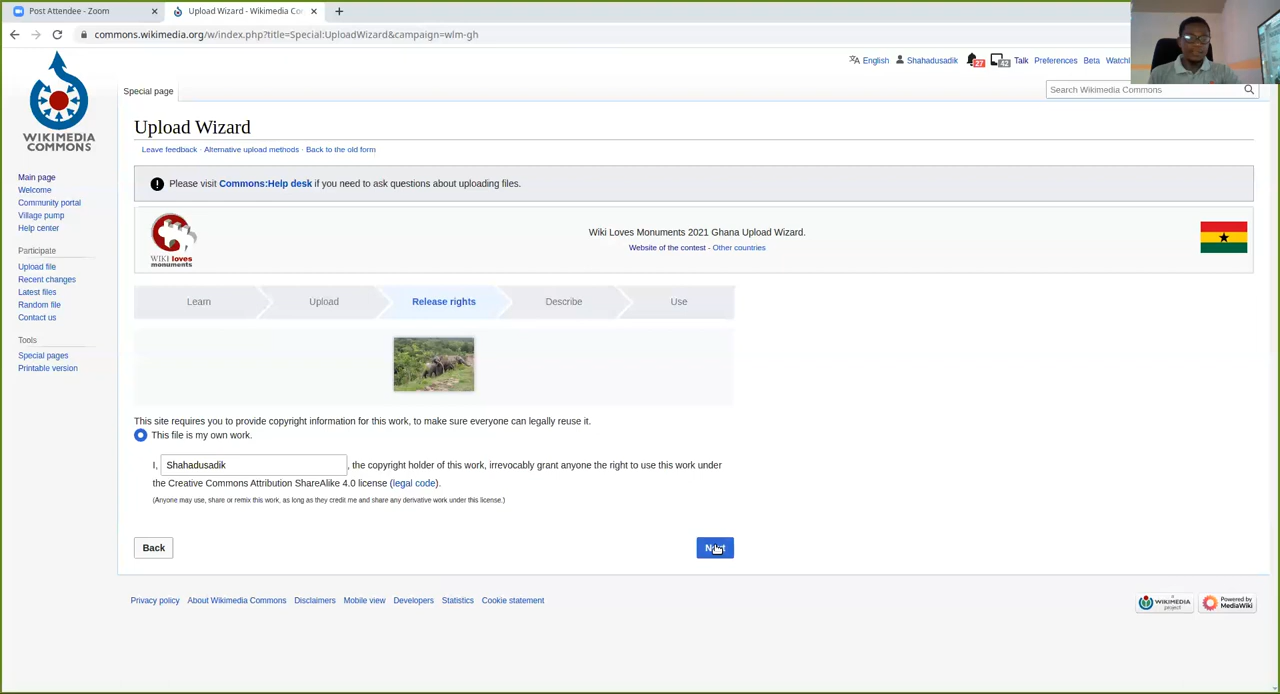 Post Attendee - Zoom
Upload Wizard - Wikimedia Co
commons.wikimedia.org/w/index.php?title=Special:UploadWizard&campaign=wlm-gh
English Shahadusadik 27 42 Talk Preferences Beta Watchl
Special page
Search Wikimedia Commons
WIKIMEDIA
COMMONS
Upload Wizard
Leave feedback · Alternative upload methods · Back to the old form
Please visit Commons:Help desk if you need to ask questions about uploading files.
WIKI loves
monuments
Wiki Loves Monuments 2021 Ghana Upload Wizard.
Website of the contest - Other countries
Main page
Welcome
Community portal
Village pump
Help center
Participate
Upload file
Recent changes
Latest files
Random file
Contact us
Tools
Special pages
Printable version
Learn
Upload
Release rights
Describe
Use
This site requires you to provide copyright information for this work, to make sure everyone can legally reuse it.
This file is my own work.
I, Shahadusadik , the copyright holder of this work, irrevocably grant anyone the right to use this work under
the Creative Commons Attribution ShareAlike 4.0 license (legal code).
(Anyone may use, share or remix this work, as long as they credit me and share any derivative work under this license.)
Back
Next
Privacy policy About Wikimedia Commons Disclaimers Mobile view Developers Statistics Cookie statement
A
WIKIMEDIA
project
Powered by
MediaWiki